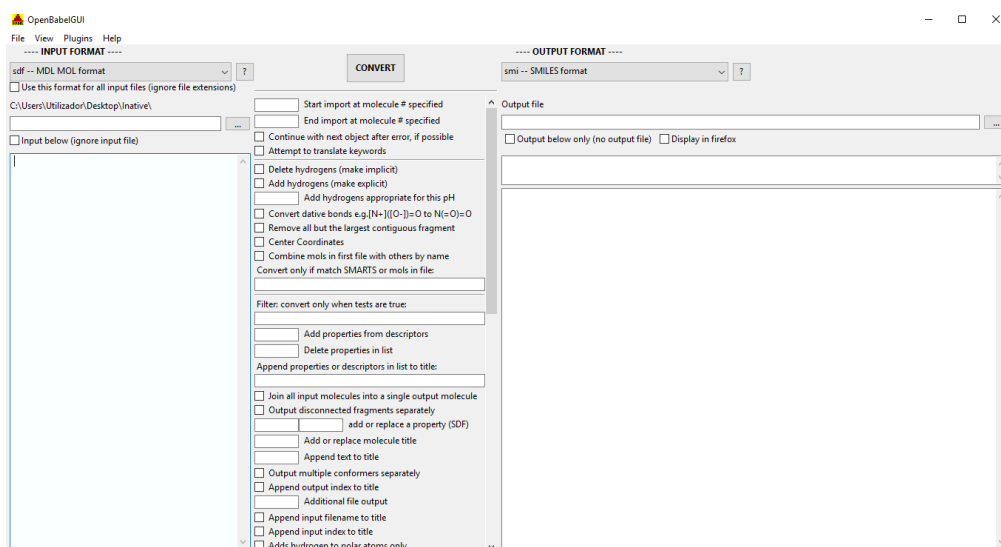 OpenBabelGUI
File View Plugins Help
---- INPUT FORMAT ----
sdf -- MDL MOL format
?
Use this format for all input files (ignore file extensions)
C:\Users\Utilizador\Desktop\Inative\
...
Input below (ignore input file)
CONVERT
Start import at molecule # specified
End import at molecule # specified
Continue with next object after error, if possible
Attempt to translate keywords
Delete hydrogens (make implicit)
Add hydrogens (make explicit)
Add hydrogens appropriate for this pH
Convert dative bonds e.g.[N+]([O-])=O to N(=O)=O
Remove all but the largest contiguous fragment
Center Coordinates
Combine mols in first file with others by name
Convert only if match SMARTS or mols in file:
Filter: convert only when tests are true:
Add properties from descriptors
Delete properties in list
Append properties or descriptors in list to title:
Join all input molecules into a single output molecule
Output disconnected fragments separately
add or replace a property (SDF)
Add or replace molecule title
Append text to title
Output multiple conformers separately
Append output index to title
Additional file output
Append input filename to title
Append input index to title
Adds hydrogen to polar atoms only
---- OUTPUT FORMAT ----
smi -- SMILES format
?
Output file
...
Output below only (no output file) Display in firefox